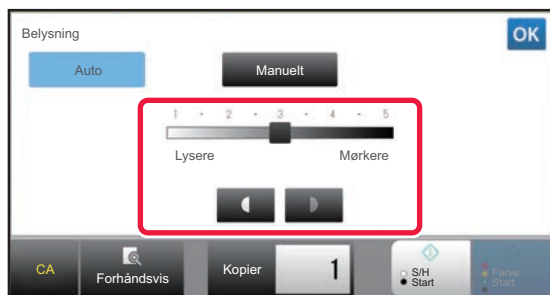 Belysning
OK
Auto
Manuelt
1 · 2 · 3 · 4 · 5
Lysere
Mørkere
CA
Forhåndsvis
Kopier
1
S/H
Start
Farve
Start